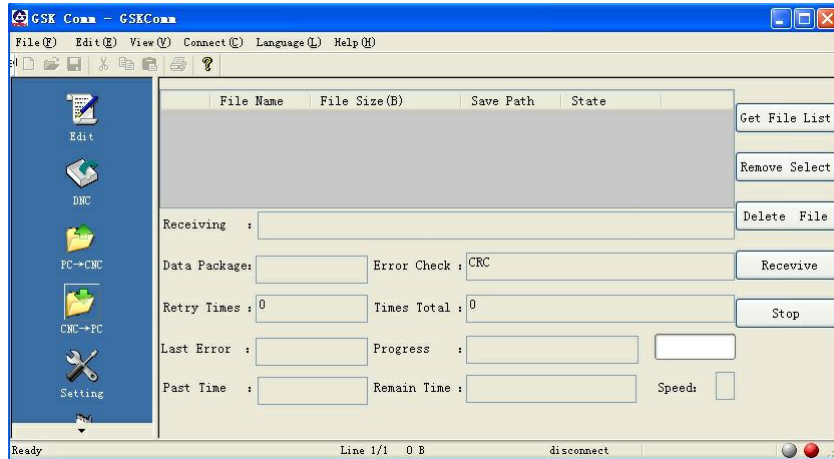 GSK Comm - GSKComm
File(F) Edit(E) View(V) Connect(C) Language(L) Help(H)
Edit
DNC
PC→CNC
CNC→PC
Setting
File Name File Size(B) Save Path State
Get File List
Remove Select
Delete File
Recevive
Stop
Receiving :
Data Package: Error Check : CRC
Retry Times : 0 Times Total : 0
Last Error : Progress :
Past Time : Remain Time : Speed:
Ready Line 1/1 0 B disconnect